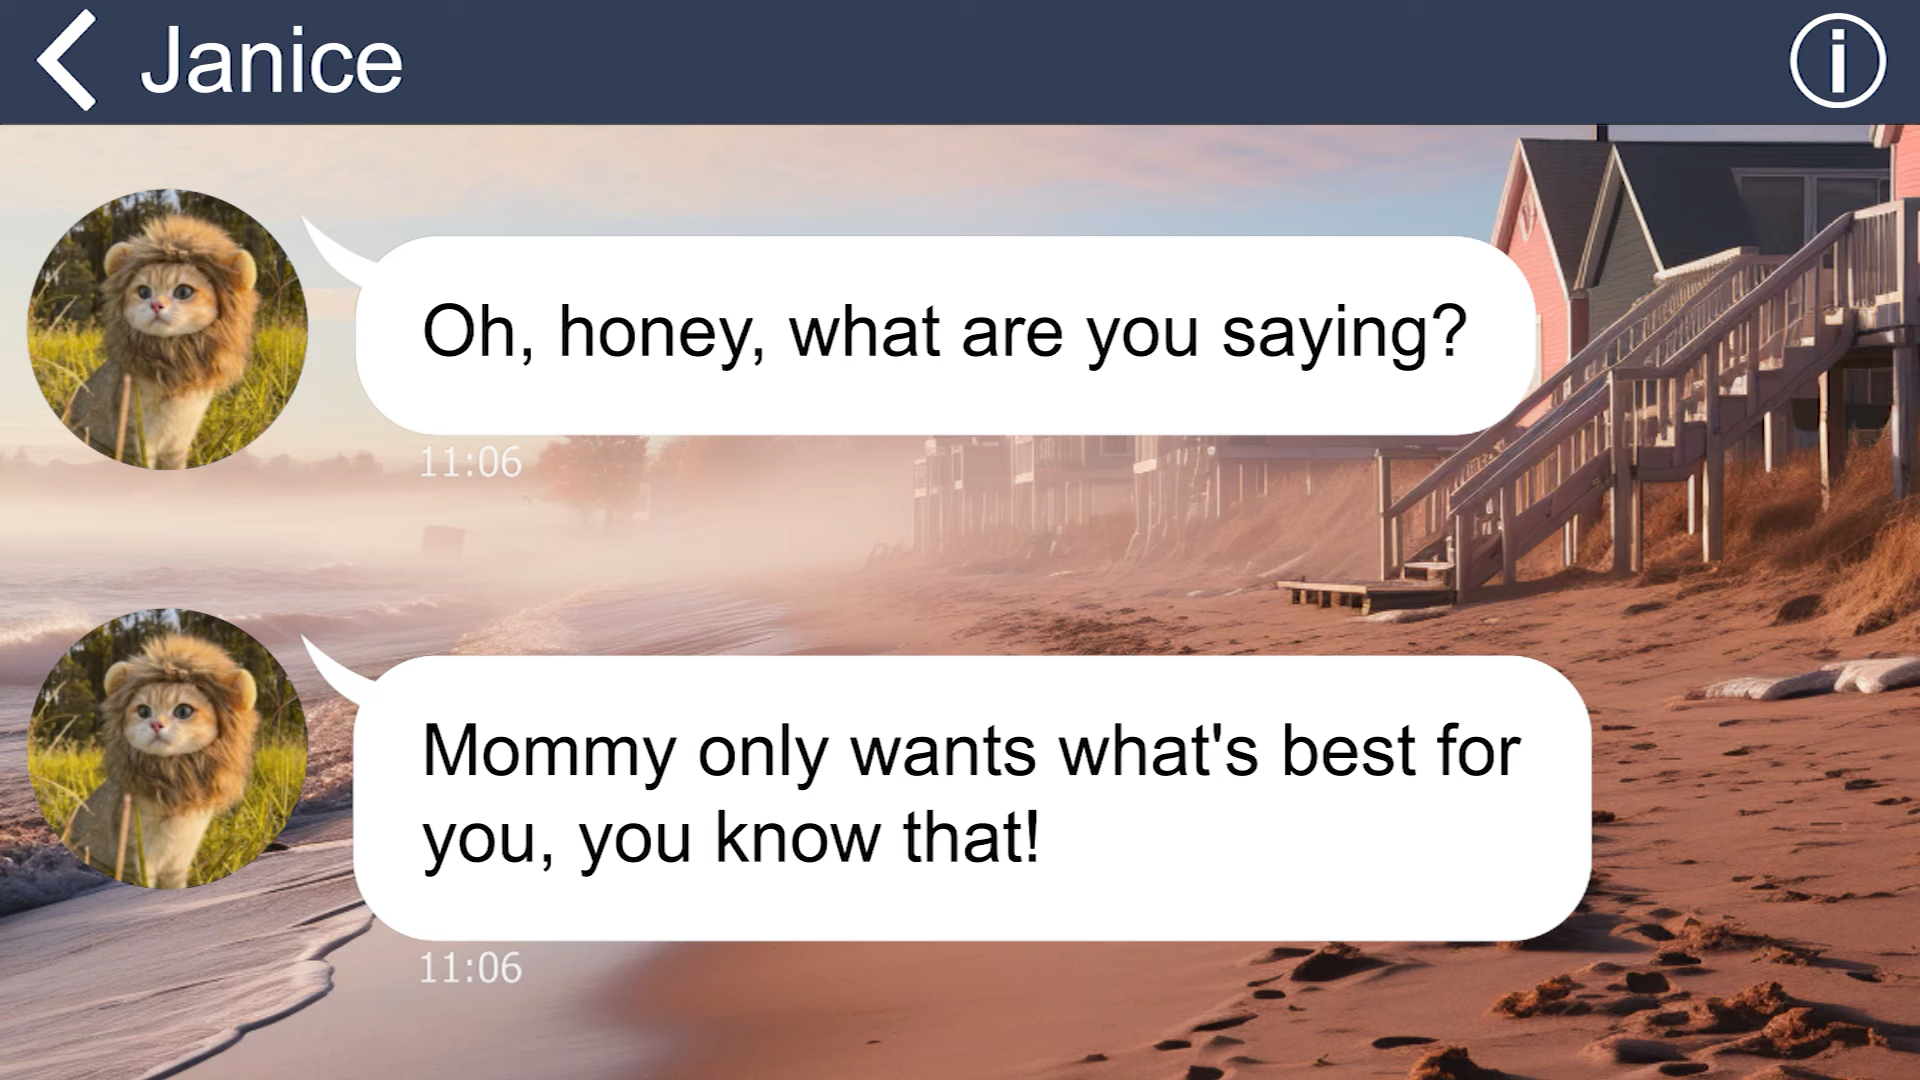 Janice
Oh, honey, what are you saying?
11:06
Mommy only wants what's best for
you, you know that!
11:06